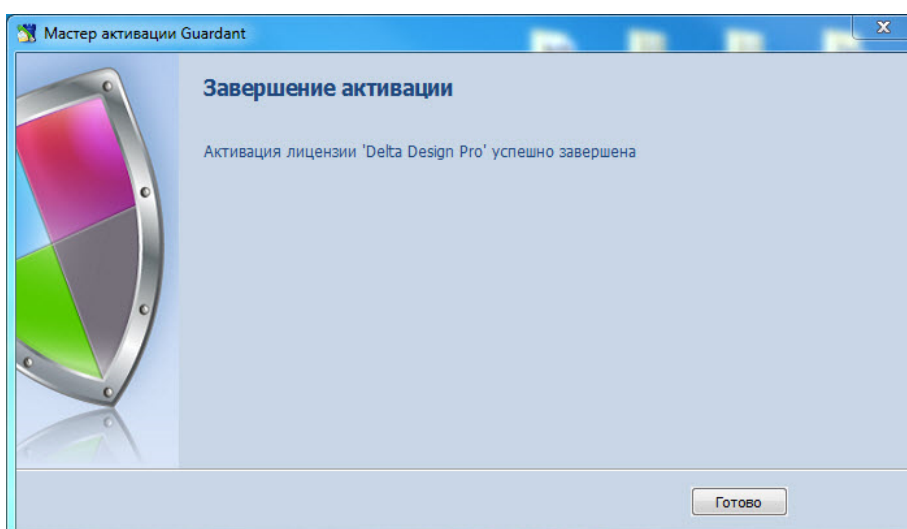 Мастер активации Guardant
Завершение активации
Активация лицензии 'Delta Design Pro' успешно завершена
Готово